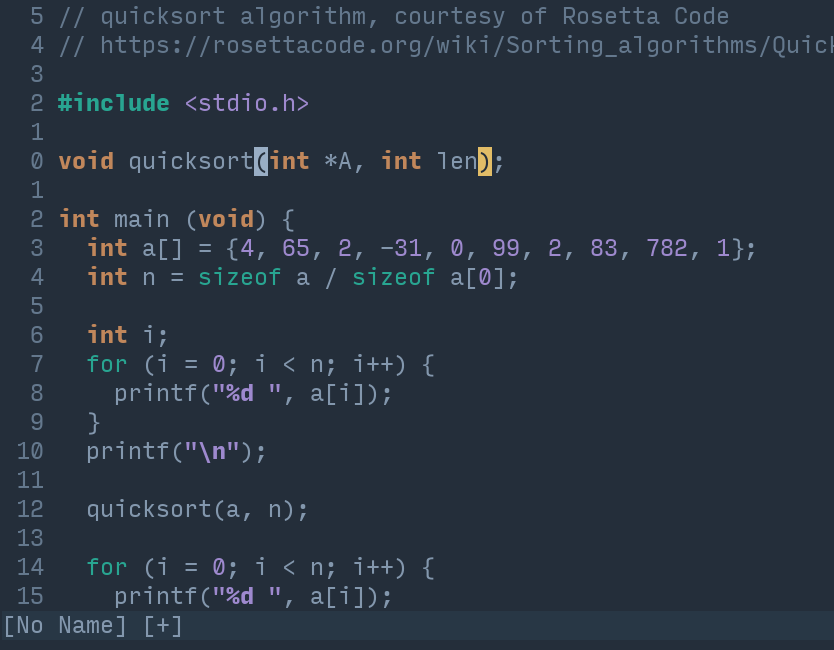 5 // quicksort algorithm, courtesy of Rosetta Code
4 // https://rosettacode.org/wiki/Sorting_algorithms/Quick
3
2 #include <stdio.h>
1
0 void quicksort(int *A, int len);
1
2 int main (void) {
3   int a[] = {4, 65, 2, -31, 0, 99, 2, 83, 782, 1};
4   int n = sizeof a / sizeof a[0];
5
6   int i;
7   for (i = 0; i < n; i++) {
8     printf("%d ", a[i]);
9   }
10   printf("\n");
11
12   quicksort(a, n);
13
14   for (i = 0; i < n; i++) {
15     printf("%d ", a[i]);
[No Name] [+]